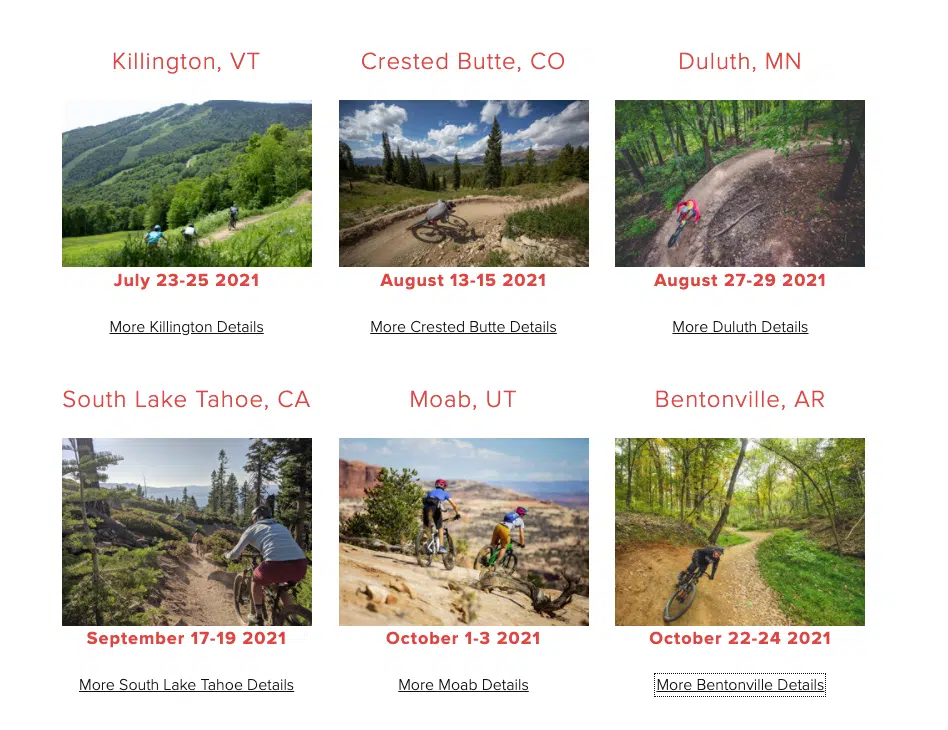 Killington, VT
Crested Butte, CO
Duluth, MN
July 23-25 2021
August 13-15 2021
August 27-29 2021
More Killington Details
More Crested Butte Details
More Duluth Details
South Lake Tahoe, CA
Moab, UT
Bentonville, AR
September 17-19 2021
October 1-3 2021
October 22-24 2021
More South Lake Tahoe Details
More Moab Details
More Bentonville Details